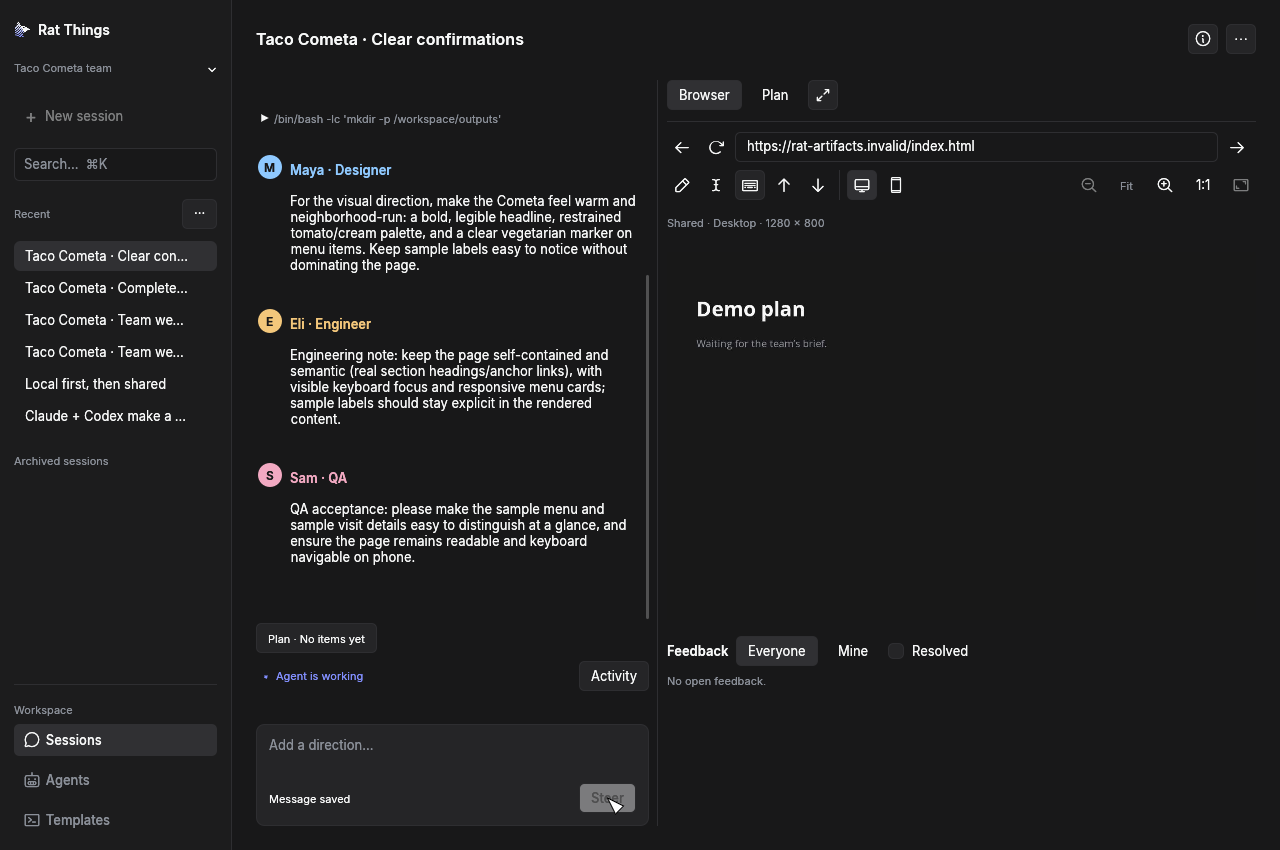 Rat Things
Taco Cometa team
+ New session
Search... ⌘K
Recent
...
Taco Cometa · Clear con...
Taco Cometa · Complete...
Taco Cometa · Team we...
Taco Cometa · Team we...
Local first, then shared
Claude + Codex make a ...
Archived sessions
Workspace
Sessions
Agents
Templates
Taco Cometa · Clear confirmations
...
/bin/bash -lc 'mkdir -p /workspace/outputs'
M
Maya · Designer
For the visual direction, make the Cometa feel warm and
neighborhood-run: a bold, legible headline, restrained
tomato/cream palette, and a clear vegetarian marker on
menu items. Keep sample labels easy to notice without
dominating the page.
E
Eli · Engineer
Engineering note: keep the page self-contained and
semantic (real section headings/anchor links), with
visible keyboard focus and responsive menu cards;
sample labels should stay explicit in the rendered
content.
S
Sam · QA
QA acceptance: please make the sample menu and
sample visit details easy to distinguish at a glance, and
ensure the page remains readable and keyboard
navigable on phone.
Plan · No items yet
• Agent is working
Activity
Add a direction...
Message saved
Steer
Browser
Plan
https://rat-artifacts.invalid/index.html
Fit
1:1
Shared · Desktop · 1280 × 800
Demo plan
Waiting for the team's brief.
Feedback
Everyone
Mine
Resolved
No open feedback.